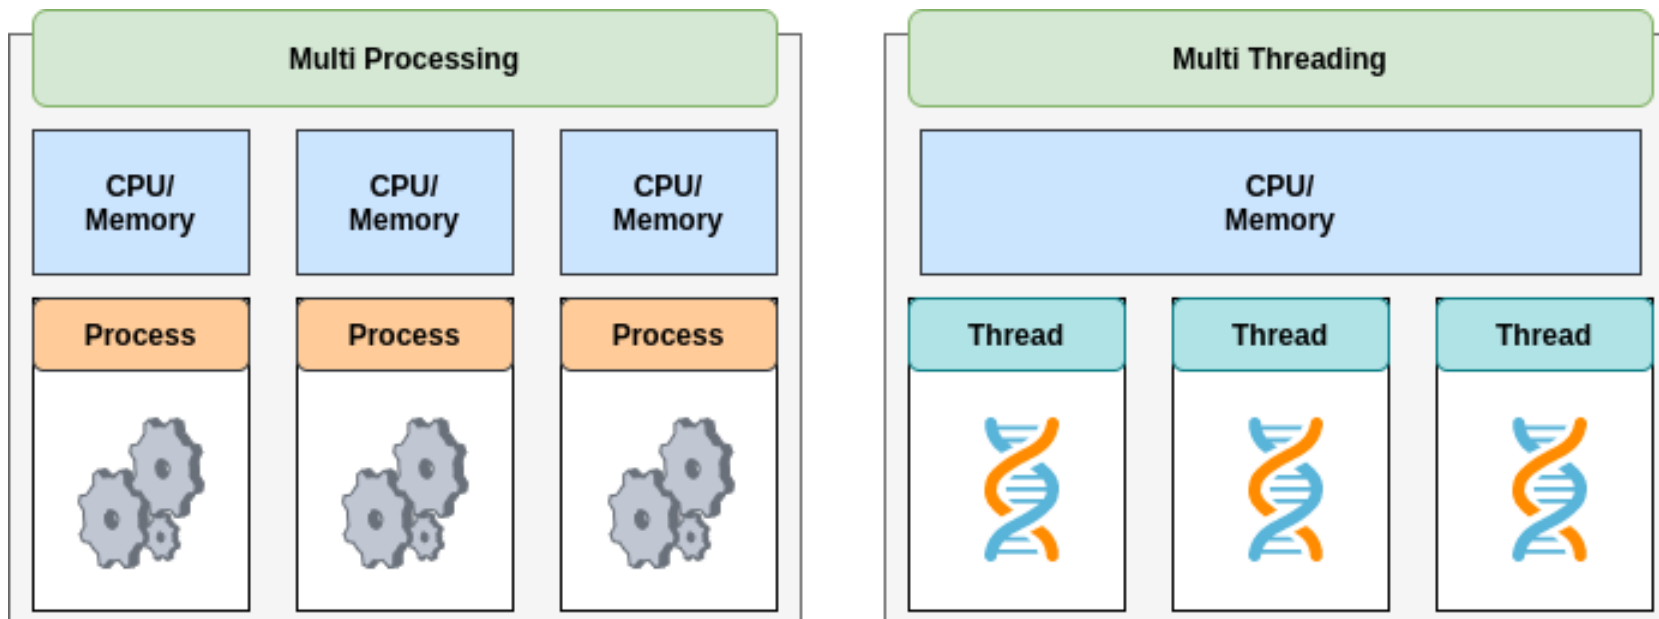 Multi Processing
CPU/
Memory
CPU/
Memory
CPU/
Memory
Process
Process
Process
Multi Threading
CPU/
Memory
Thread
Thread
Thread